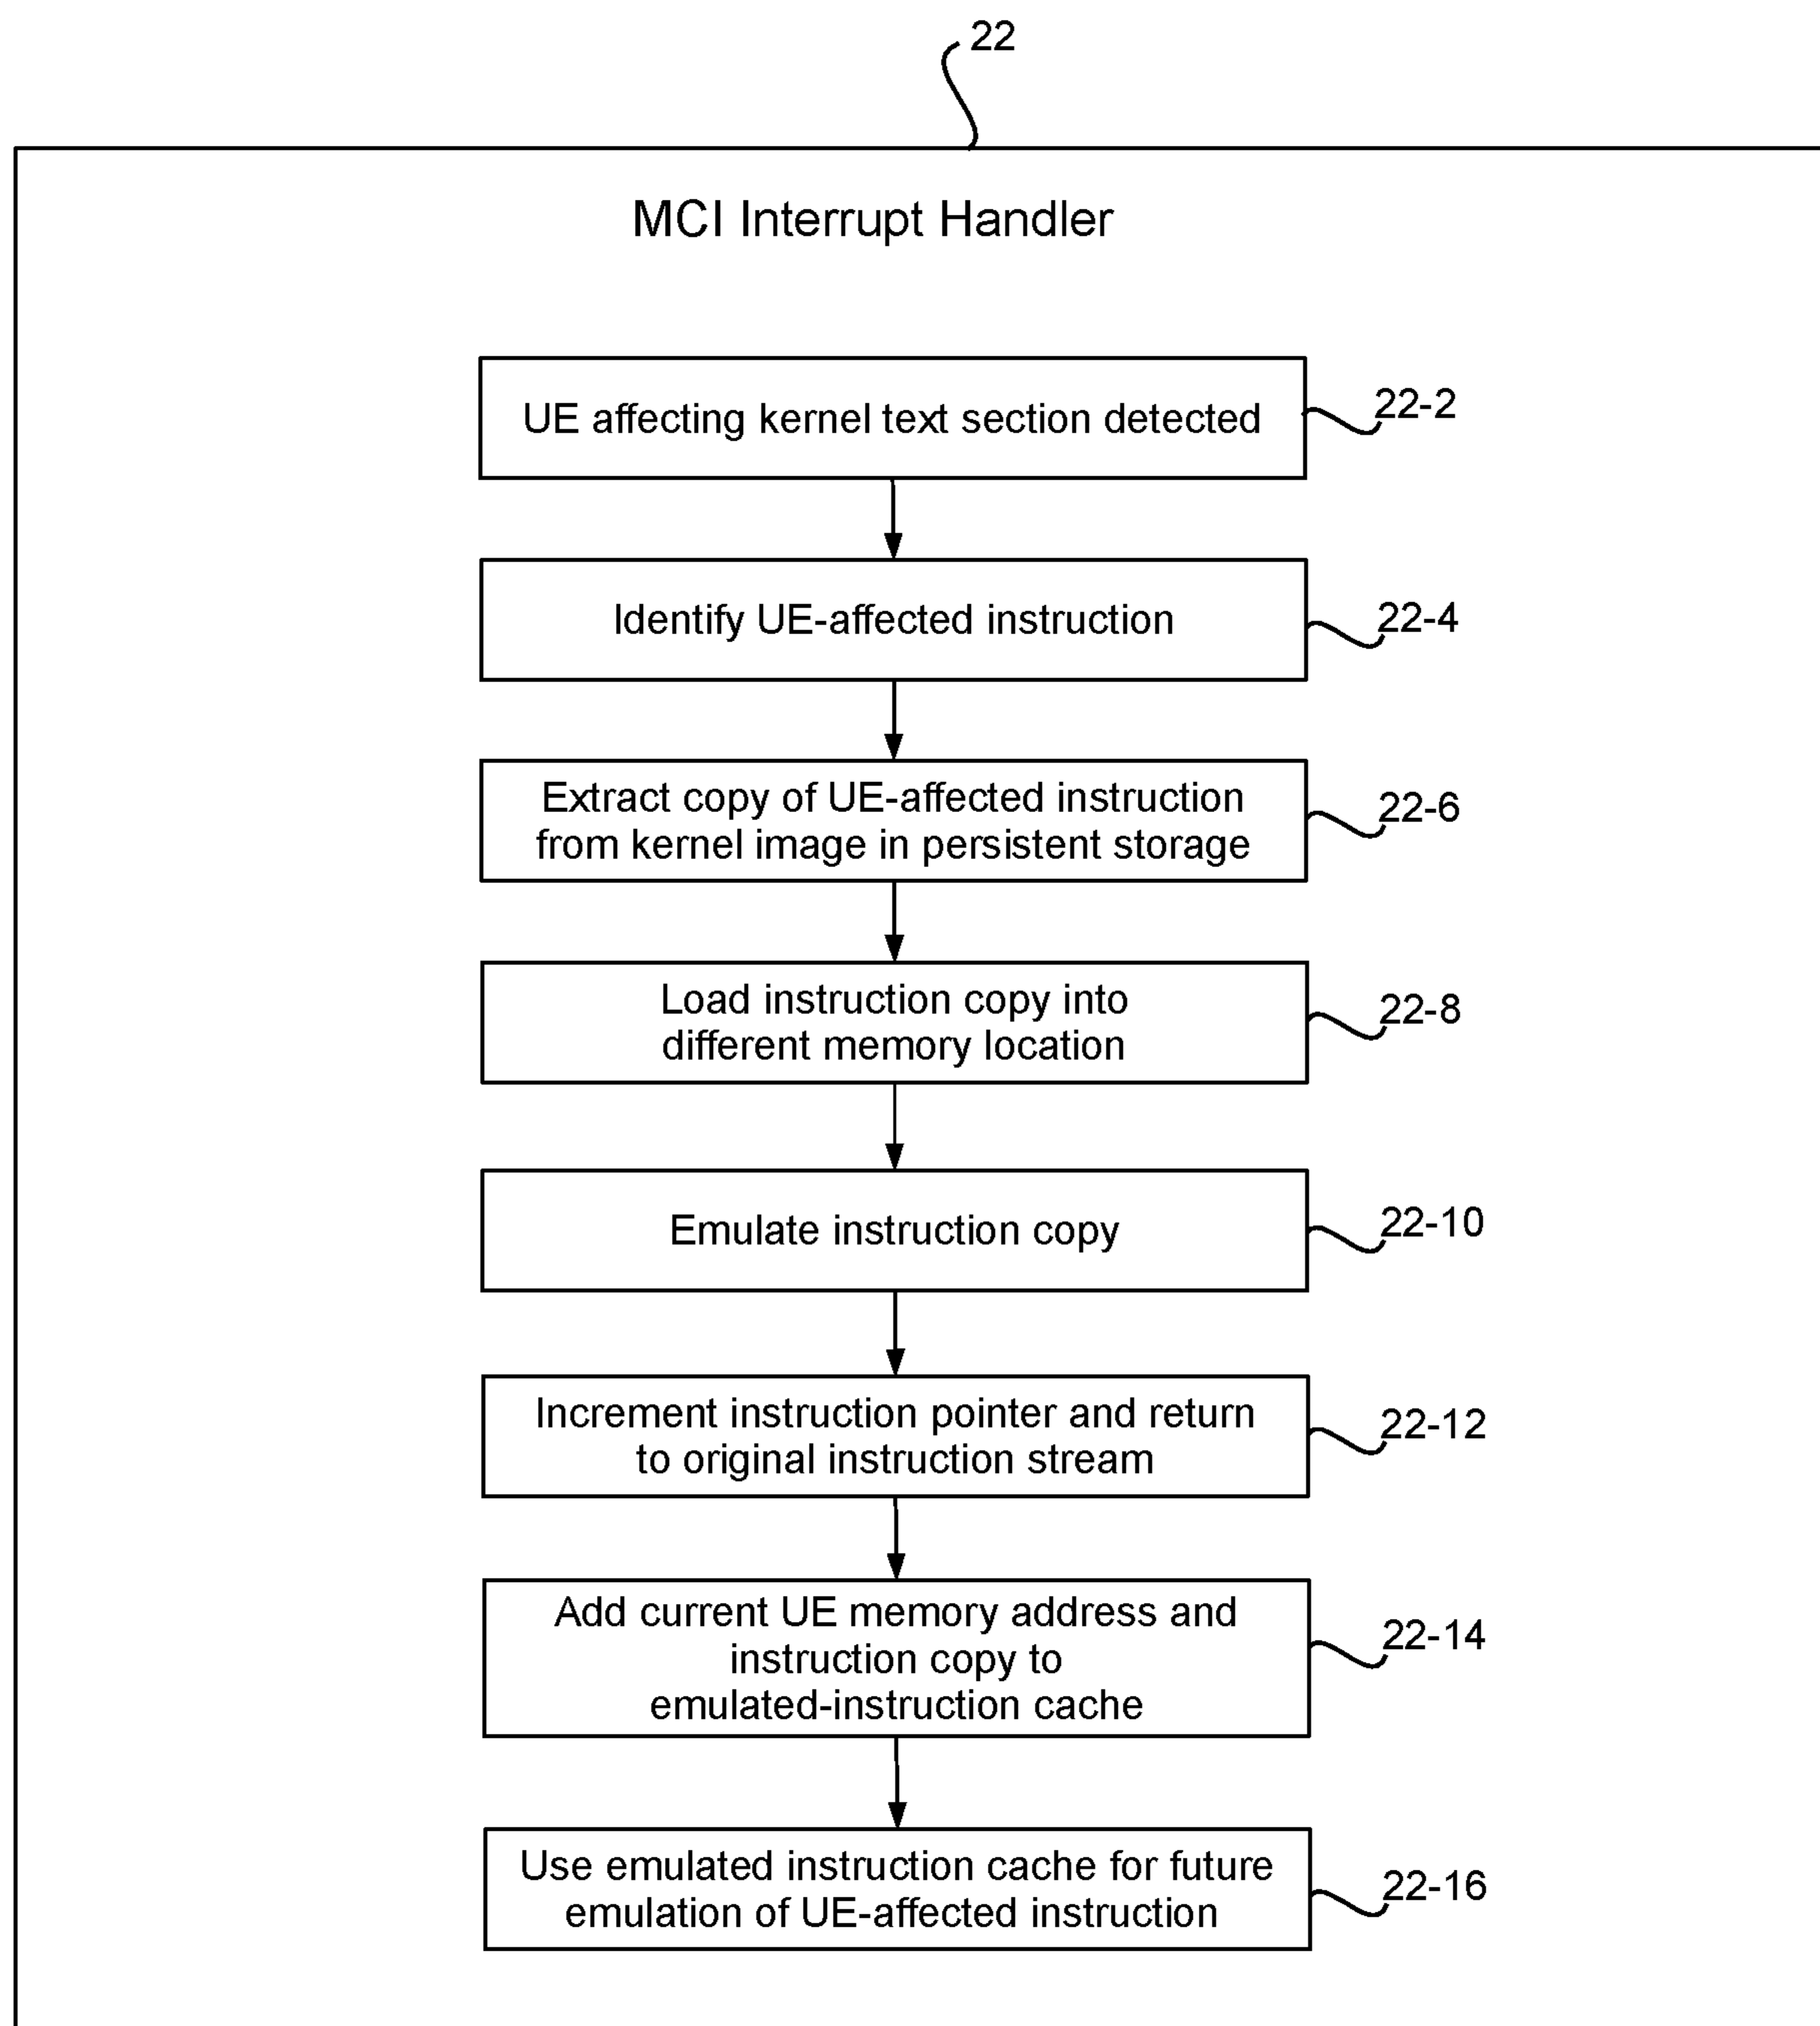 22
MCI Interrupt Handler
UE affecting kernel text section detected
22-2
Identify UE-affected instruction
22-4
Extract copy of UE-affected instruction
from kernel image in persistent storage
22-6
Load instruction copy into
different memory location
22-8
Emulate instruction copy
22-10
Increment instruction pointer and return
to original instruction stream
22-12
Add current UE memory address and
instruction copy to
emulated-instruction cache
22-14
Use emulated instruction cache for future
emulation of UE-affected instruction
22-16